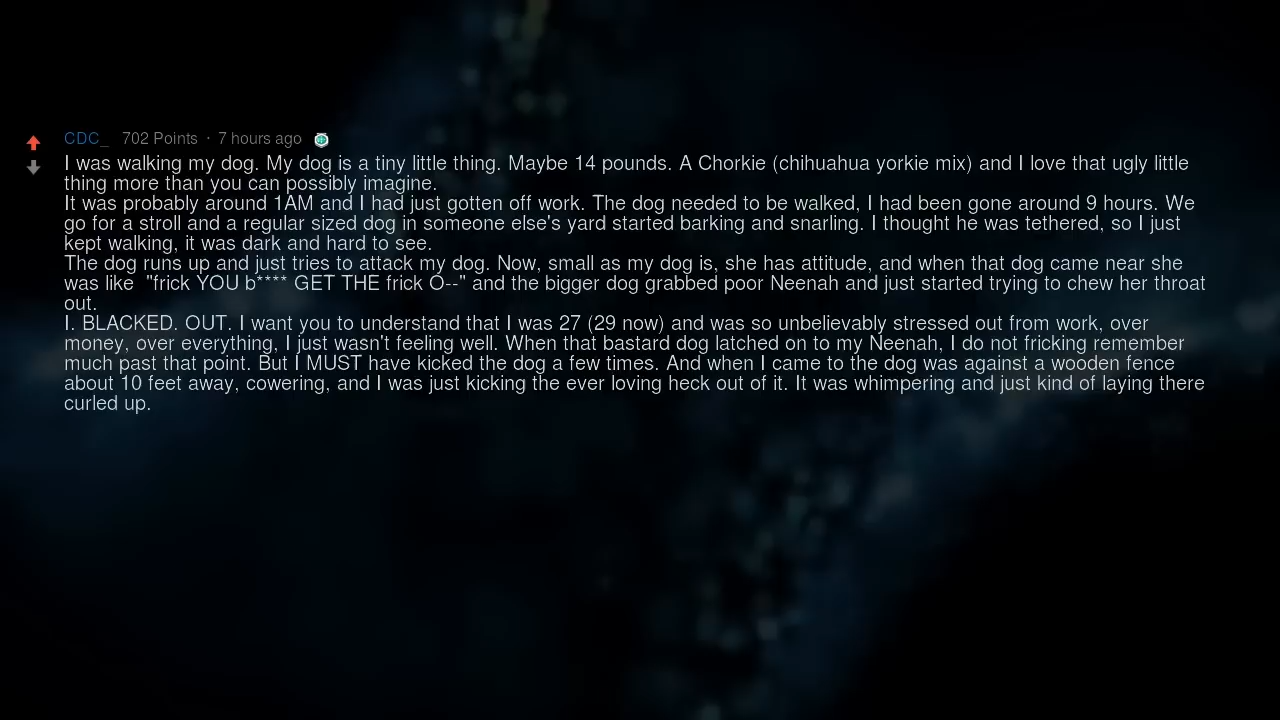 CDC_ 702 Points · 7 hours ago
I was walking my dog. My dog is a tiny little thing. Maybe 14 pounds. A Chorkie (chihuahua yorkie mix) and I love that ugly little
thing more than you can possibly imagine.
It was probably around 1AM and I had just gotten off work. The dog needed to be walked, I had been gone around 9 hours. We
go for a stroll and a regular sized dog in someone else's yard started barking and snarling. I thought he was tethered, so I just
kept walking, it was dark and hard to see.
The dog runs up and just tries to attack my dog. Now, small as my dog is, she has attitude, and when that dog came near she
was like "frick YOU b**** GET THE frick O--" and the bigger dog grabbed poor Neenah and just started trying to chew her throat
out.
I. BLACKED. OUT. I want you to understand that I was 27 (29 now) and was so unbelievably stressed out from work, over
money, over everything, I just wasn't feeling well. When that bastard dog latched on to my Neenah, I do not fricking remember
much past that point. But I MUST have kicked the dog a few times. And when I came to the dog was against a wooden fence
about 10 feet away, cowering, and I was just kicking the ever loving heck out of it. It was whimpering and just kind of laying there
curled up.